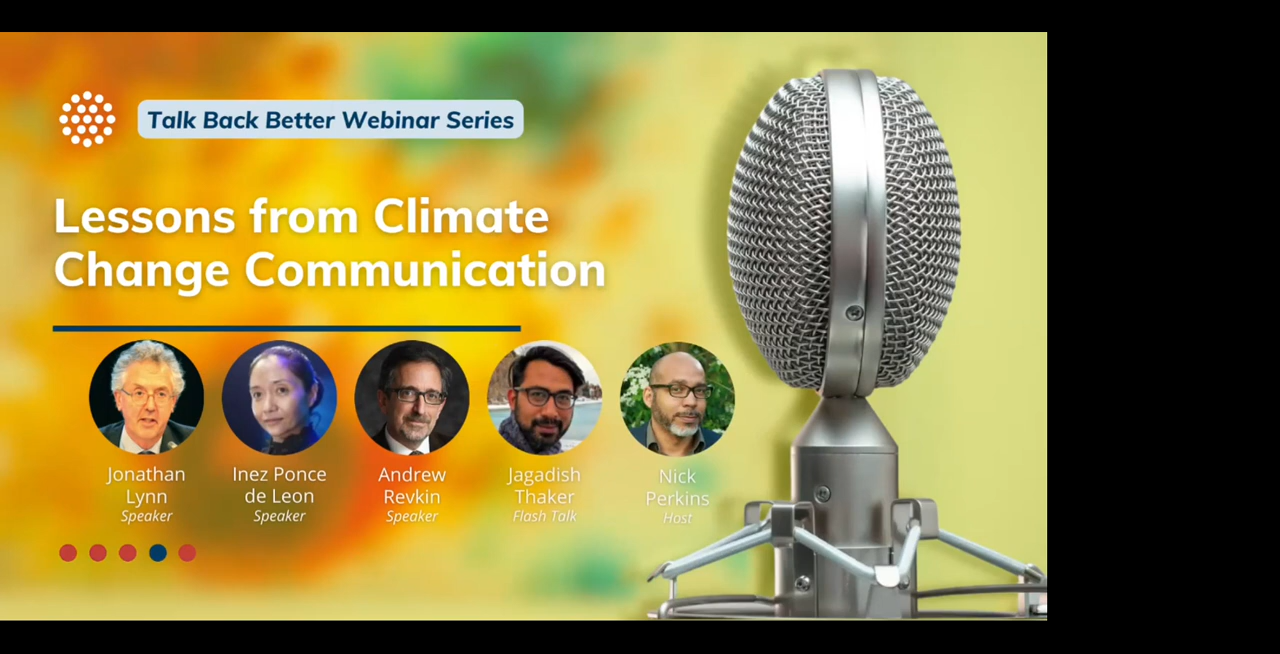 Talk Back Better Webinar Series
Lessons from Climate
Change Communication
Jonathan
Lynn
Speaker
Inez Ponce
de Leon
Speaker
Andrew
Revkin
Speaker
Jagadish
Thaker
Flash Talk
Nick
Perkins
Host